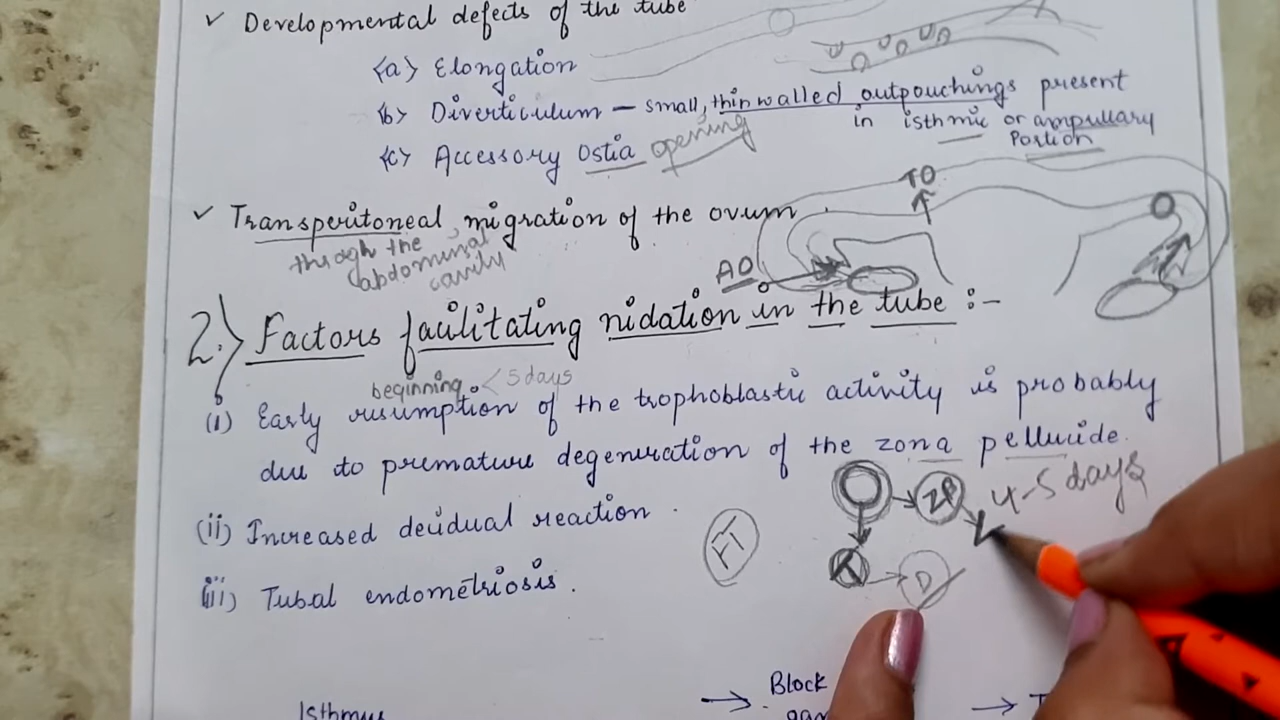 ✓ Developmental defects of the tube
(a) Elongation
(b) Diverticulum — small, thin walled outpouchings present
in isthmic or ampullary
Portion
(c) Accessory Ostia opening
TO
✓ Transperitoneal migration of the ovum.
through the
abdominal
cavity
AO
2.) Factors facilitating nidation in the tube :-
beginning < 5 days
(i) Early resumption of the trophoblastic activity is probably
due to premature degeneration of the zona pellucide.
ZP 4-5 days
(ii) Increased decidual reaction.
FT
T D
(iii) Tubal endometriosis.
Block
Isthmus